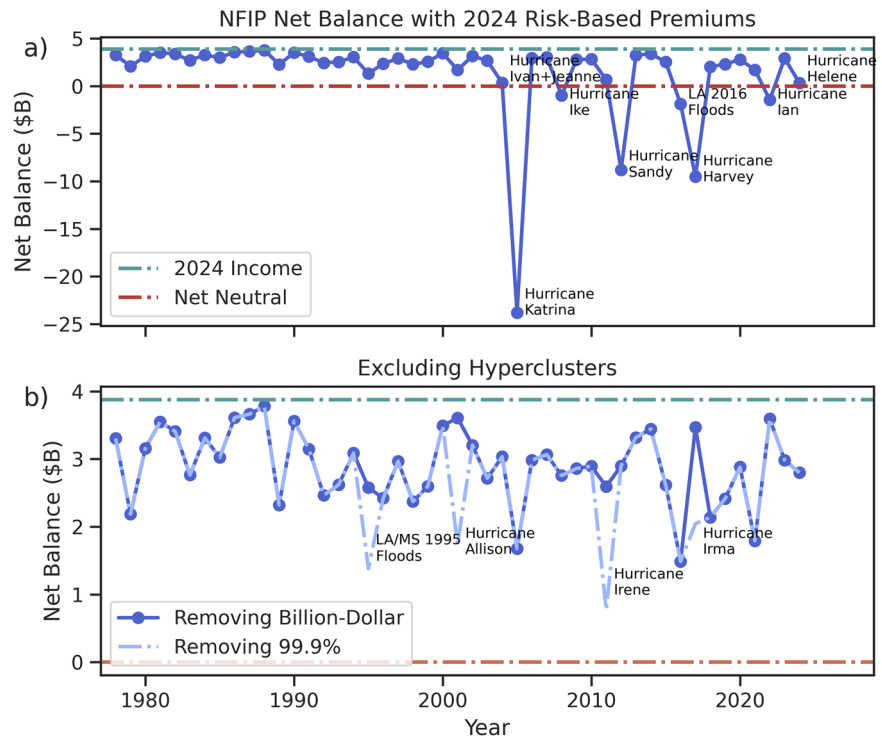 NFIP Net Balance with 2024 Risk-Based Premiums
a)
Net Balance ($B)
5
0
−5
−10
−15
−20
−25
Hurricane
Ivan+Jeanne
Hurricane
Ike
LA 2016
Floods
Hurricane
Helene
Hurricane
Ian
Hurricane
Sandy
Hurricane
Harvey
Hurricane
Katrina
2024 Income
Net Neutral
Excluding Hyperclusters
b)
Net Balance ($B)
4
3
2
1
0
LA/MS 1995
Floods
Hurricane
Allison
Hurricane
Irene
Hurricane
Irma
Removing Billion-Dollar
Removing 99.9%
1980
1990
2000
2010
2020
Year